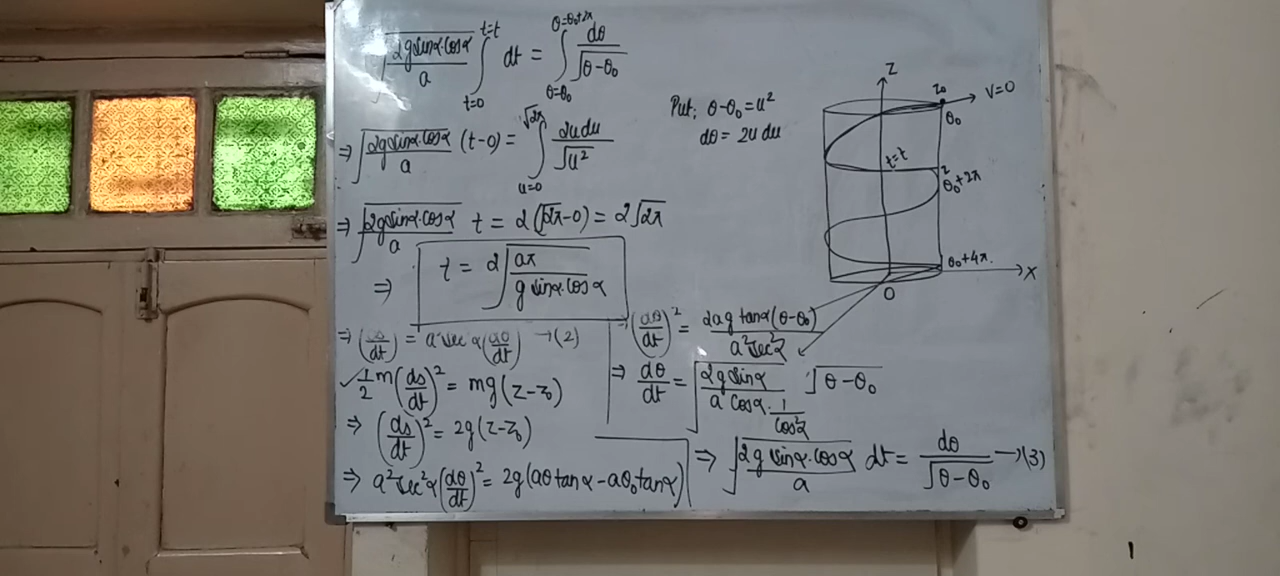 √(2g sinα·cosα / a) ∫_{t=0}^{t=t} dt = ∫_{θ=θ₀}^{θ=θ₀+2π} dθ / √(θ-θ₀)
⇒ √(2g sinα·cosα / a) (t-0) = ∫_{u=0}^{√2π} 2u du / √u²
Put; θ-θ₀ = u²
dθ = 2u du
⇒ √(2g sinα·cosα / a) t = 2(√2π - 0) = 2√2π
⇒ t = 2√(aπ / g sinα·cosα)
⇒ (ds/dt) = a² sec²α (dθ/dt) → (2)
✓ 1/2 m (ds/dt)² = mg(z-z₀)
⇒ (ds/dt)² = 2g(z-z₀)
⇒ a² sec²α (dθ/dt)² = 2g(aθ tanα - aθ₀ tanα)
⇒ (dθ/dt)² = 2ag tanα(θ-θ₀) / a² sec²α
⇒ dθ/dt = √(2g sinα / a cosα · 1/cos²α) √(θ-θ₀)
⇒ √(2g sinα·cosα / a) dt = dθ / √(θ-θ₀) → (3)
Z
z₀
V=0
θ₀
t=t
z
θ₀+2π
θ₀+4π.
X
O